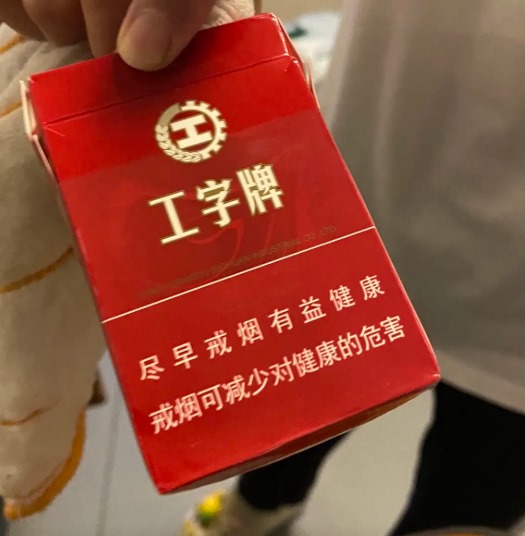 工
工字牌
尽早戒烟有益健康
戒烟可减少对健康的危害